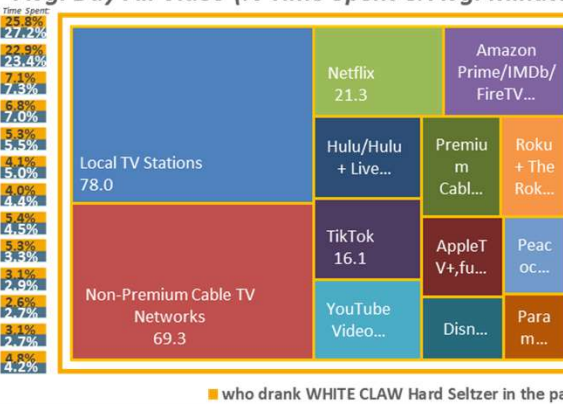 Time Spent
25.8%
27.2%
22.9%
23.4%
7.1%
7.3%
6.8%
7.0%
5.3%
5.5%
4.1%
5.0%
4.0%
4.4%
5.4%
4.5%
5.3%
3.3%
3.1%
2.9%
2.6%
2.7%
3.1%
2.7%
4.8%
4.2%
Local TV Stations
78.0
Non-Premium Cable TV
Networks
69.3
Netflix
21.3
Amazon
Prime/IMDb/
FireTV...
Hulu/Hulu
+ Live...
Premiu
m
Cabl...
Roku
+ The
Rok...
TikTok
16.1
AppleT
V+,fu...
Peac
oc...
YouTube
Video...
Disn...
Para
m...
who drank WHITE CLAW Hard Seltzer in the pa